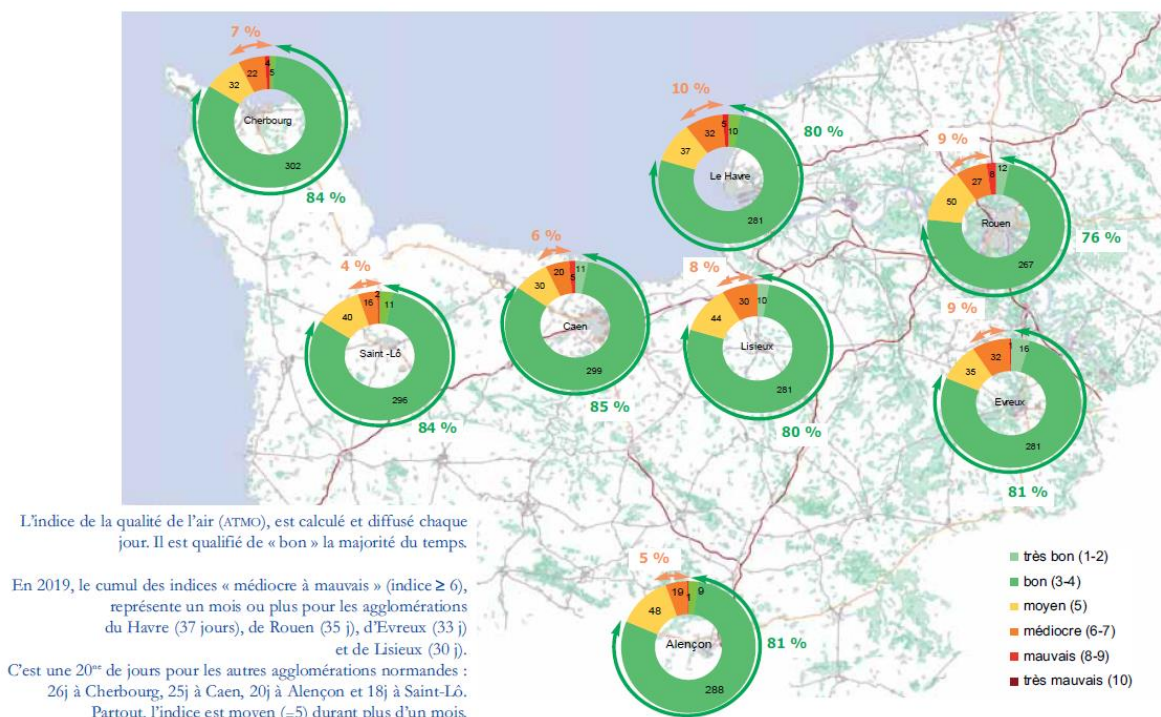 7 %
4
5
22
32
Cherbourg
302
84 %
10 %
5
10
32
37
Le Havre
281
80 %
9 %
8
12
27
50
Rouen
267
76 %
4 %
2
11
16
40
Saint -Lô
296
84 %
6 %
5
11
20
30
Caen
299
85 %
8 %
10
30
44
Lisieux
281
80 %
9 %
1
16
32
35
Evreux
281
81 %
5 %
1
9
19
48
Alençon
288
81 %
L'indice de la qualité de l'air (ATMO), est calculé et diffusé chaque
jour. Il est qualifié de « bon » la majorité du temps.
En 2019, le cumul des indices « médiocre à mauvais » (indice ≥ 6),
représente un mois ou plus pour les agglomérations
du Havre (37 jours), de Rouen (35 j), d'Evreux (33 j)
et de Lisieux (30 j).
C'est une 20ne de jours pour les autres agglomérations normandes :
26j à Cherbourg, 25j à Caen, 20j à Alençon et 18j à Saint-Lô.
Partout, l'indice est moyen (=5) durant plus d'un mois.
très bon (1-2)
bon (3-4)
moyen (5)
médiocre (6-7)
mauvais (8-9)
très mauvais (10)